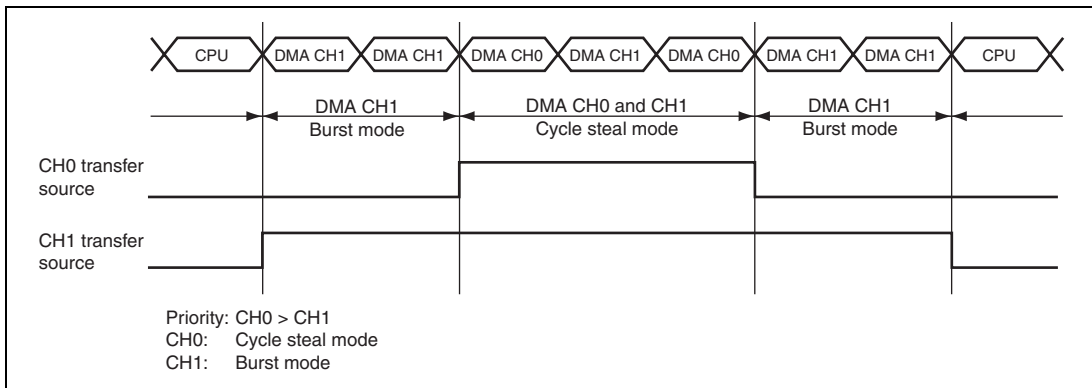 CPU DMA CH1 DMA CH1 DMA CH0 DMA CH1 DMA CH0 DMA CH1 DMA CH1 CPU
DMA CH1 DMA CH0 and CH1 DMA CH1
Burst mode Cycle steal mode Burst mode
CH0 transfer
source
CH1 transfer
source
Priority: CH0 > CH1
CH0: Cycle steal mode
CH1: Burst mode